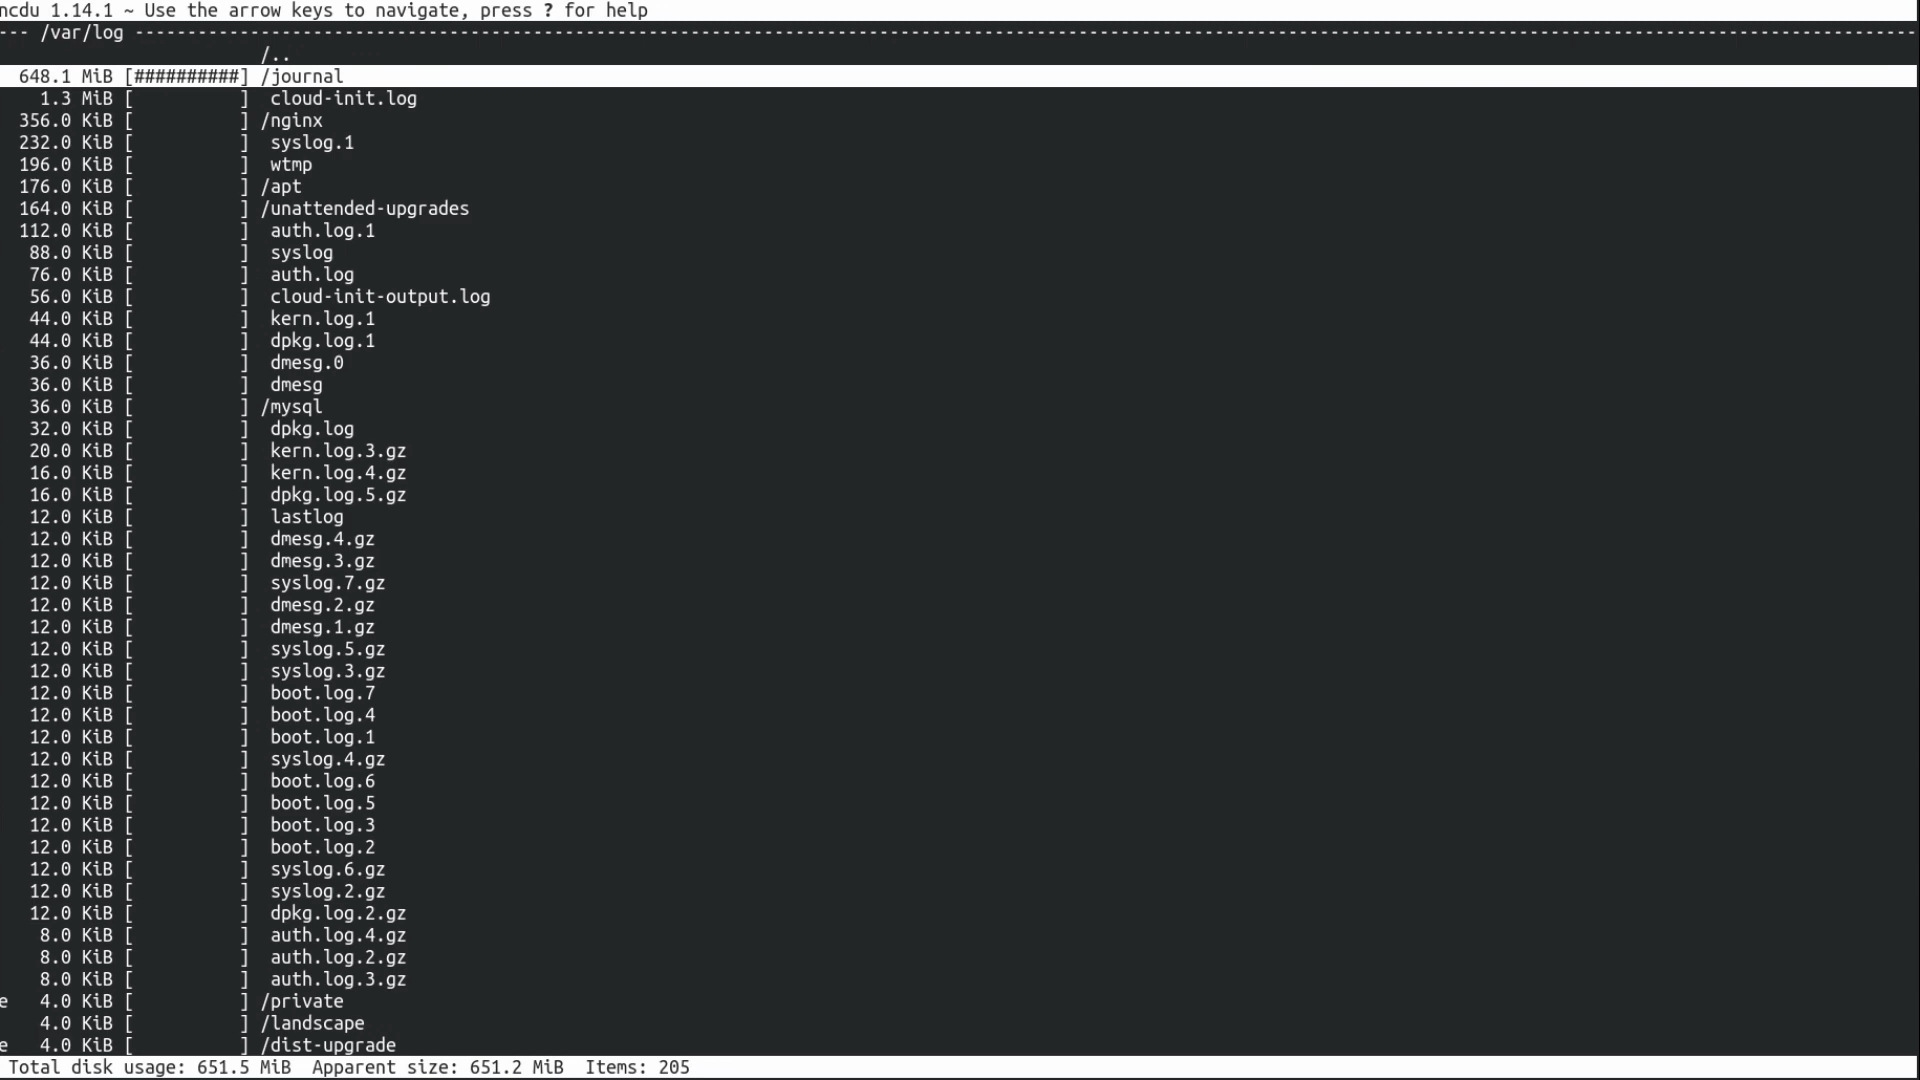 ncdu 1.14.1 ~ Use the arrow keys to navigate, press ? for help
--- /var/log ----------------------------------------------------------------------------------------------------------------------------------------------------------------------------
/..
648.1 MiB [##########] /journal
1.3 MiB [          ]  cloud-init.log
356.0 KiB [          ] /nginx
232.0 KiB [          ]  syslog.1
196.0 KiB [          ]  wtmp
176.0 KiB [          ] /apt
164.0 KiB [          ] /unattended-upgrades
112.0 KiB [          ]  auth.log.1
88.0 KiB [          ]  syslog
76.0 KiB [          ]  auth.log
56.0 KiB [          ]  cloud-init-output.log
44.0 KiB [          ]  kern.log.1
44.0 KiB [          ]  dpkg.log.1
36.0 KiB [          ]  dmesg.0
36.0 KiB [          ]  dmesg
36.0 KiB [          ] /mysql
32.0 KiB [          ]  dpkg.log
20.0 KiB [          ]  kern.log.3.gz
16.0 KiB [          ]  kern.log.4.gz
16.0 KiB [          ]  dpkg.log.5.gz
12.0 KiB [          ]  lastlog
12.0 KiB [          ]  dmesg.4.gz
12.0 KiB [          ]  dmesg.3.gz
12.0 KiB [          ]  syslog.7.gz
12.0 KiB [          ]  dmesg.2.gz
12.0 KiB [          ]  dmesg.1.gz
12.0 KiB [          ]  syslog.5.gz
12.0 KiB [          ]  syslog.3.gz
12.0 KiB [          ]  boot.log.7
12.0 KiB [          ]  boot.log.4
12.0 KiB [          ]  boot.log.1
12.0 KiB [          ]  syslog.4.gz
12.0 KiB [          ]  boot.log.6
12.0 KiB [          ]  boot.log.5
12.0 KiB [          ]  boot.log.3
12.0 KiB [          ]  boot.log.2
12.0 KiB [          ]  syslog.6.gz
12.0 KiB [          ]  syslog.2.gz
12.0 KiB [          ]  dpkg.log.2.gz
8.0 KiB [          ]  auth.log.4.gz
8.0 KiB [          ]  auth.log.2.gz
8.0 KiB [          ]  auth.log.3.gz
e   4.0 KiB [          ] /private
4.0 KiB [          ] /landscape
e   4.0 KiB [          ] /dist-upgrade
Total disk usage: 651.5 MiB  Apparent size: 651.2 MiB  Items: 205